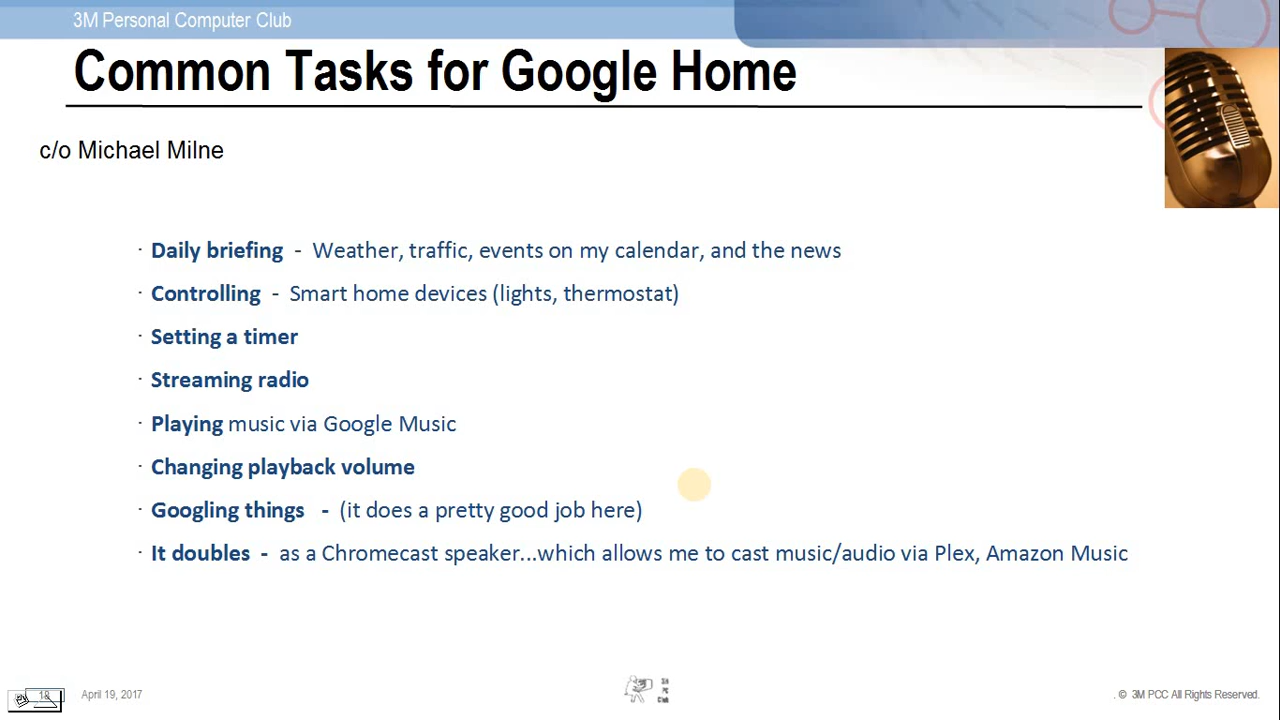 3M Personal Computer Club
Common Tasks for Google Home
c/o Michael Milne
· Daily briefing - Weather, traffic, events on my calendar, and the news
· Controlling - Smart home devices (lights, thermostat)
· Setting a timer
· Streaming radio
· Playing music via Google Music
· Changing playback volume
· Googling things - (it does a pretty good job here)
· It doubles - as a Chromecast speaker...which allows me to cast music/audio via Plex, Amazon Music
April 19, 2017
. © 3M PCC All Rights Reserved.